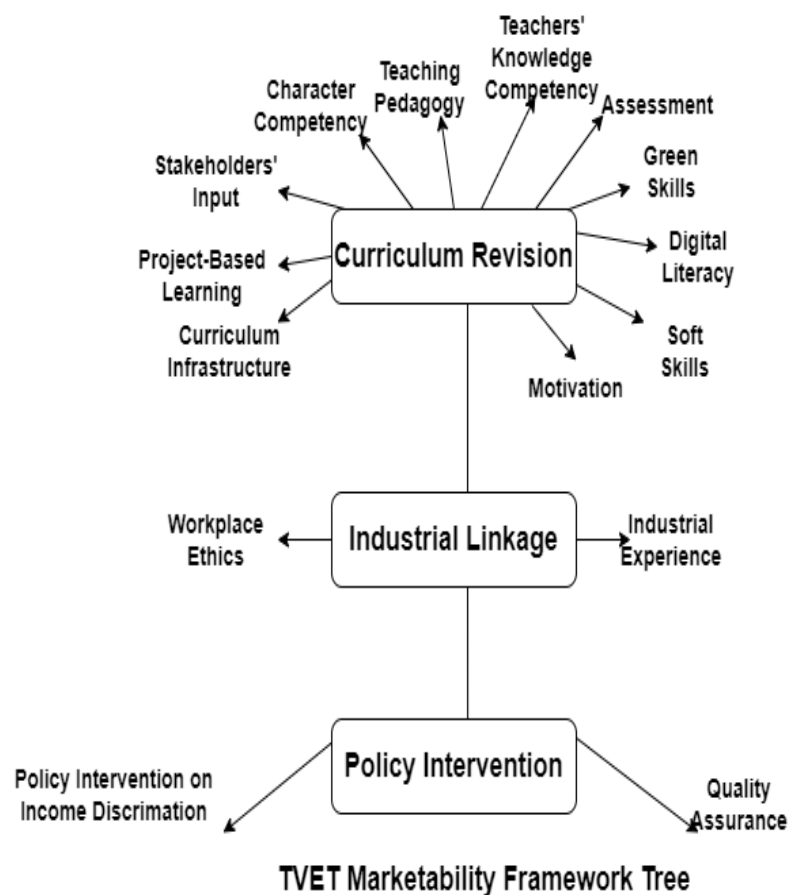 Teachers'
Knowledge
Competency
Teaching
Pedagogy
Character
Competency
Assessment
Stakeholders'
Input
Green
Skills
Curriculum Revision
Digital
Literacy
Project-Based
Learning
Curriculum
Infrastructure
Soft
Skills
Motivation
Workplace
Ethics
Industrial Linkage
Industrial
Experience
Policy Intervention
Policy Intervention on
Income Discrimation
Quality
Assurance
TVET Marketability Framework Tree